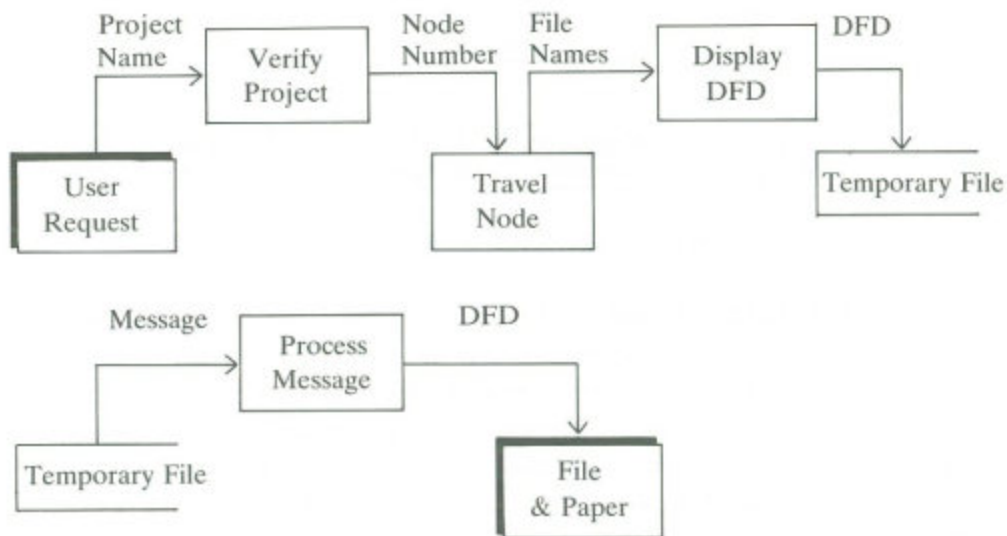 Project
Name
Verify
Project
Node
Number
File
Names
Display
DFD
DFD
User
Request
Travel
Node
Temporary File
Message
Process
Message
DFD
Temporary File
File
& Paper